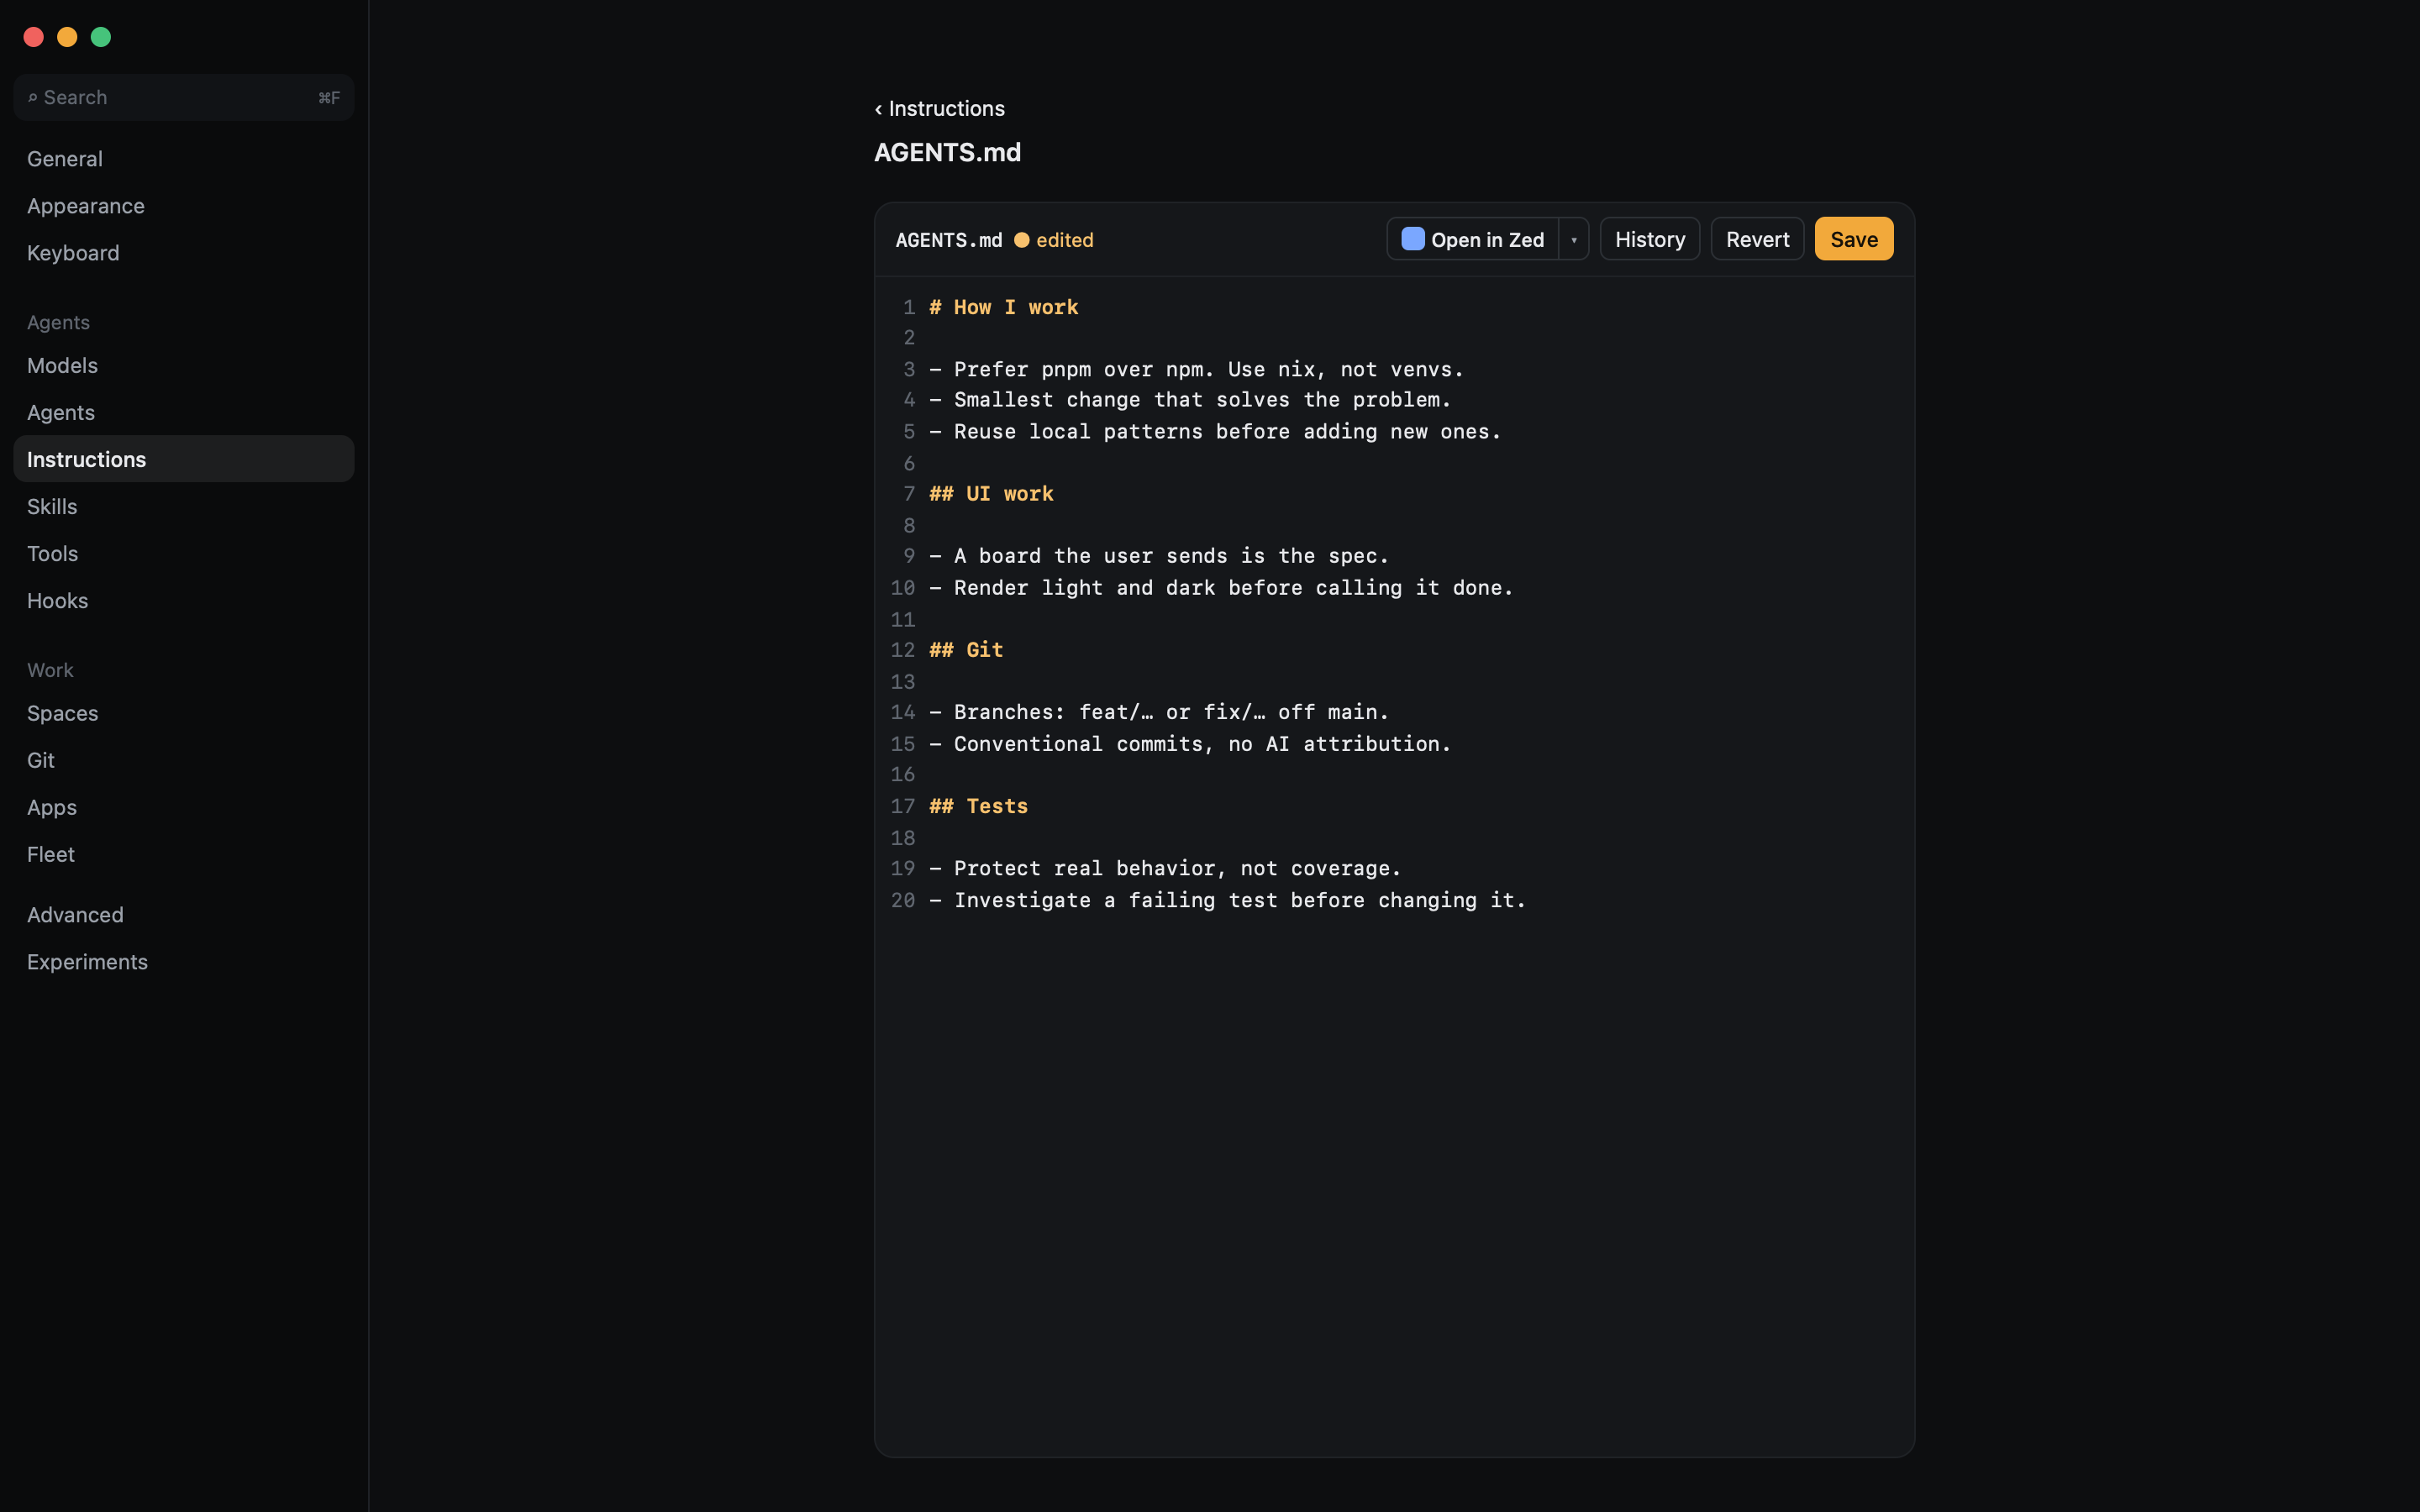 Search ⌘F
General
Appearance
Keyboard
Agents
Models
Agents
Instructions
Skills
Tools
Hooks
Work
Spaces
Git
Apps
Fleet
Advanced
Experiments
‹ Instructions
AGENTS.md
AGENTS.md edited Open in Zed ▾ History Revert Save
1 # How I work
2
3 – Prefer pnpm over npm. Use nix, not venvs.
4 – Smallest change that solves the problem.
5 – Reuse local patterns before adding new ones.
6
7 ## UI work
8
9 – A board the user sends is the spec.
10 – Render light and dark before calling it done.
11
12 ## Git
13
14 – Branches: feat/… or fix/… off main.
15 – Conventional commits, no AI attribution.
16
17 ## Tests
18
19 – Protect real behavior, not coverage.
20 – Investigate a failing test before changing it.